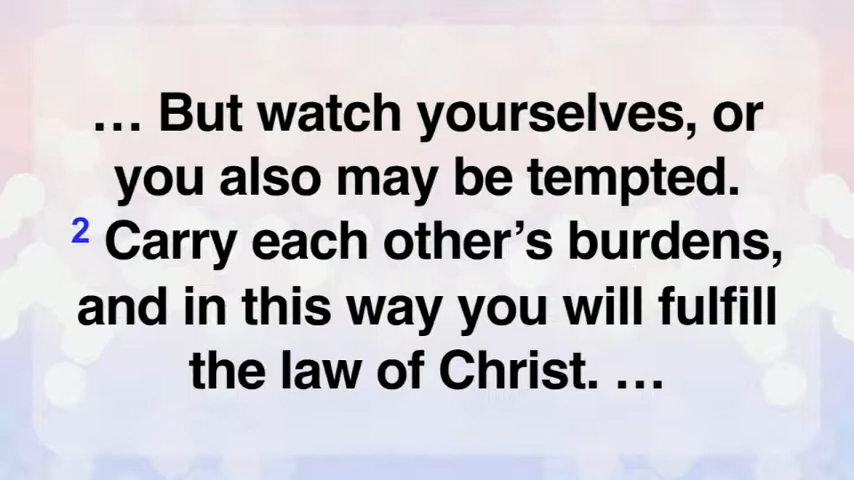 … But watch yourselves, or
you also may be tempted.
2 Carry each other’s burdens,
and in this way you will fulfill
the law of Christ. …